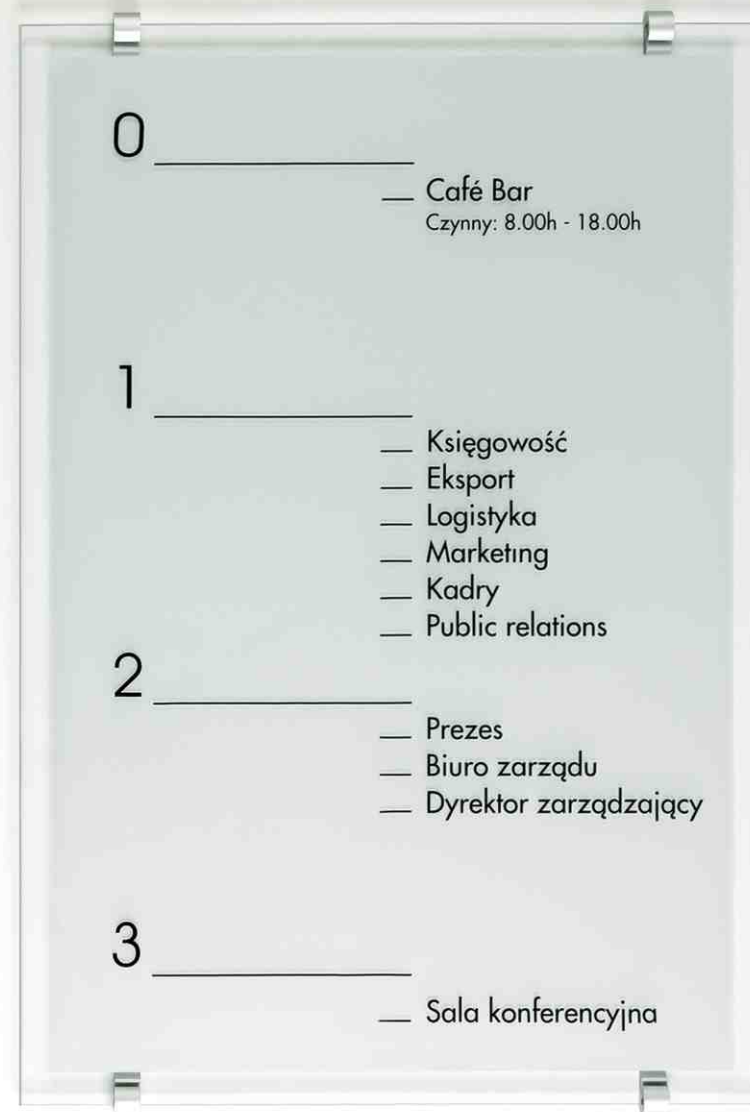 0
Café Bar
Czynny: 8.00h - 18.00h
1
Księgowość
Eksport
Logistyka
Marketing
Kadry
Public relations
2
Prezes
Biuro zarządu
Dyrektor zarządzający
3
Sala konferencyjna